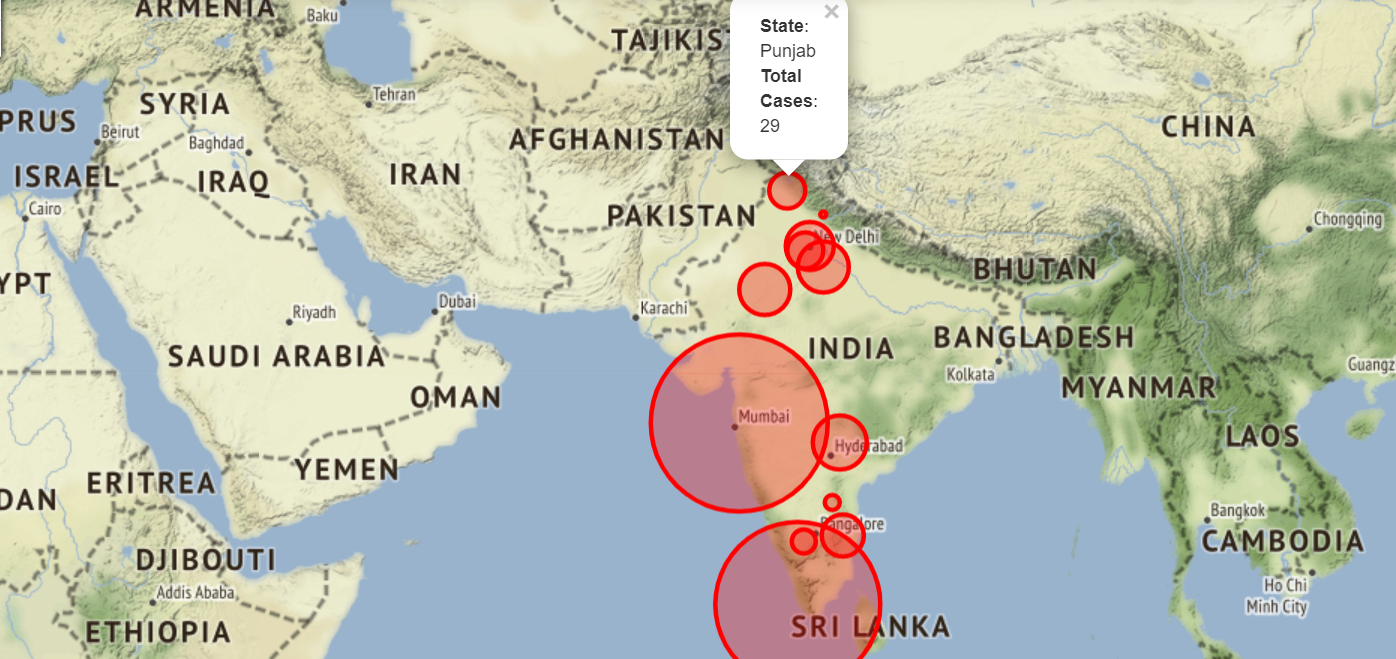 ARMENIA
Baku
TAJIKIS
State:
Punjab
Total
Cases:
29
×
Tehran
SYRIA
PRUS
Beirut
Baghdad
AFGHANISTAN
CHINA
ISRAEL
IRAQ
IRAN
Cairo
PAKISTAN
Chongqing
New Delhi
BHUTAN
YPT
Riyadh
Dubai
Karachi
SAUDI ARABIA
INDIA
BANGLADESH
Kolkata
Guangz
OMAN
MYANMAR
Mumbai
Hyderabad
LAOS
YEMEN
ERITREA
DAN
Bangalore
Bangkok
CAMBODIA
DJIBOUTI
Addis Ababa
Ho Chi
Minh City
ETHIOPIA
SRI LANKA